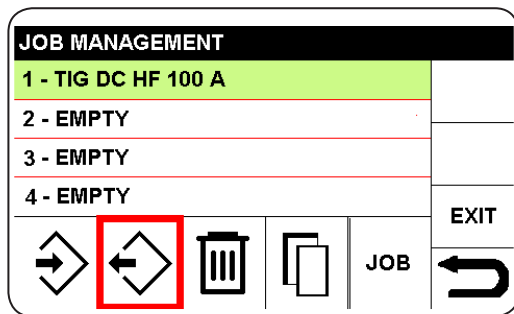 JOB MANAGEMENT
1 - TIG DC HF 100 A
2 - EMPTY
3 - EMPTY
4 - EMPTY
EXIT
JOB